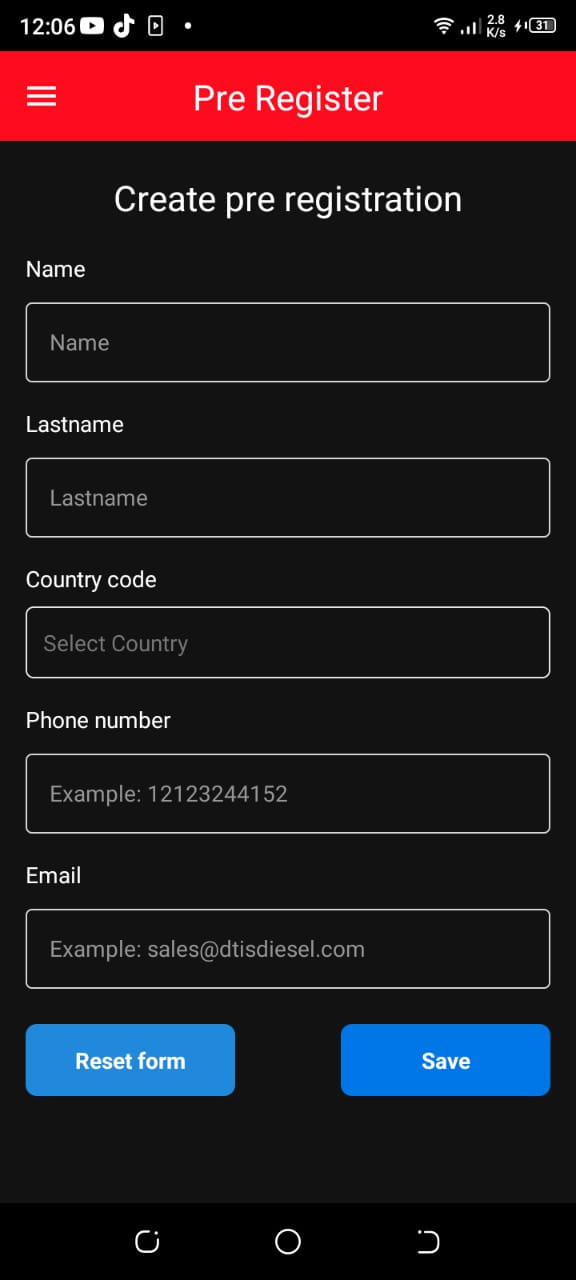 12:06 2.8 K/s 31
Pre Register
Create pre registration
Name
Name
Lastname
Lastname
Country code
Select Country
Phone number
Example: 12123244152
Email
Example: sales@dtisdiesel.com
Reset form Save